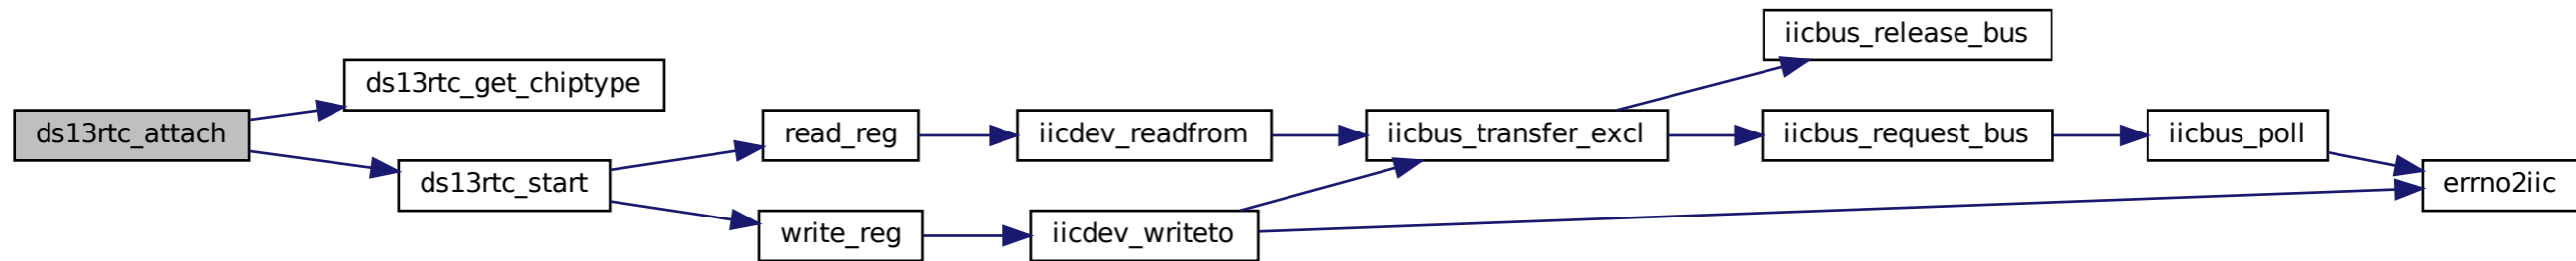 ds13rtc_attach
ds13rtc_get_chiptype
ds13rtc_start
read_reg
write_reg
iicdev_readfrom
iicdev_writeto
iicbus_transfer_excl
iicbus_release_bus
iicbus_request_bus
iicbus_poll
errno2iic